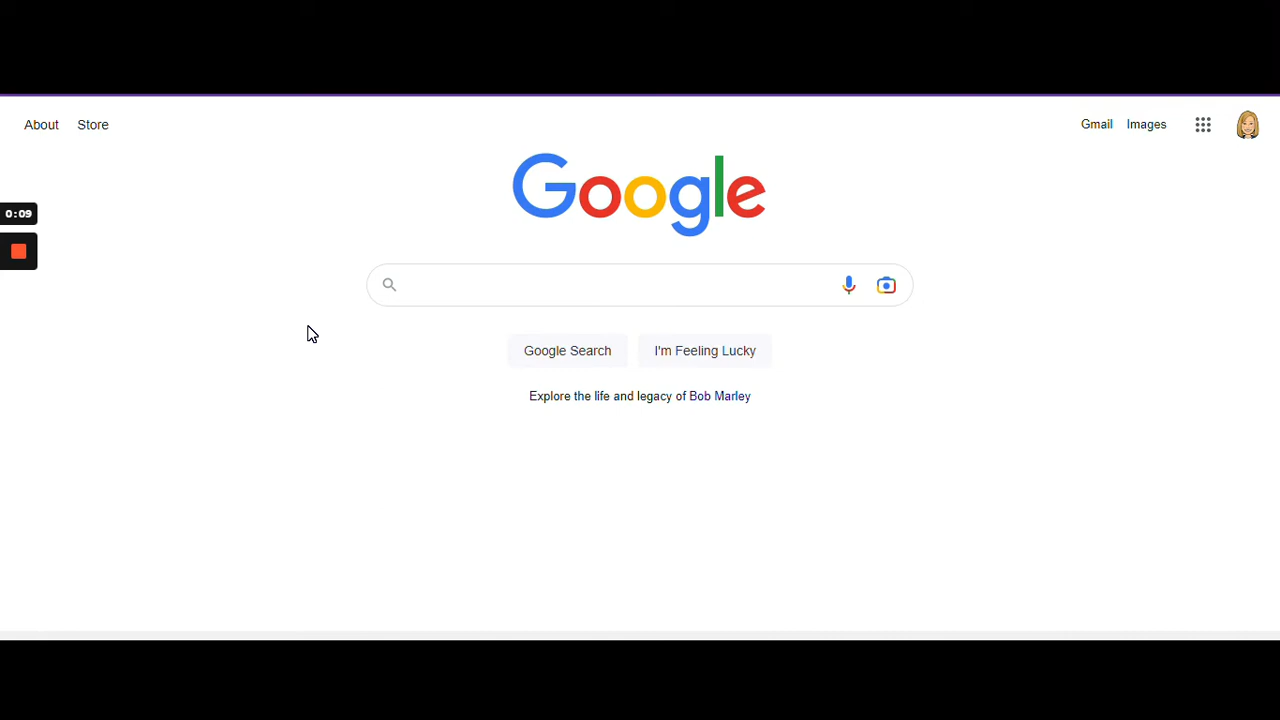 About Store
Gmail Images
Google
0:09
Google Search
I'm Feeling Lucky
Explore the life and legacy of Bob Marley